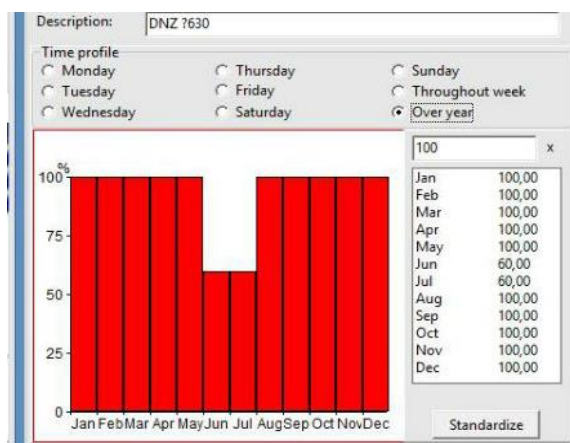 Description: DNZ ?630
Time profile
Monday Thursday Sunday
Tuesday Friday Throughout week
Wednesday Saturday Over year
100 x
%
100
75
50
25
0
Jan Feb Mar Apr May Jun Jul Aug Sep Oct Nov Dec
Jan 100,00
Feb 100,00
Mar 100,00
Apr 100,00
May 100,00
Jun 60,00
Jul 60,00
Aug 100,00
Sep 100,00
Oct 100,00
Nov 100,00
Dec 100,00
Standardize